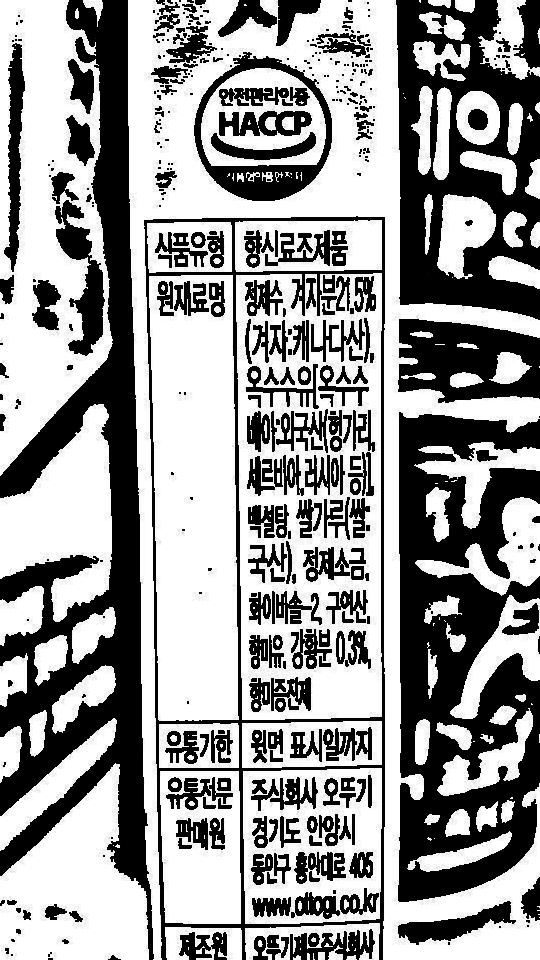 안전관리인증
HACCP
식품의약품안전처
식품유형 향신료조제품
원재료명 정제수, 겨자분21.5%
(겨자:캐나다산),
옥수수유[옥수수
배아:외국산(헝가리,
세르비아,러시아 등)],
백설탕, 쌀가루(쌀:
국산), 정제소금,
화이바솔-2, 구연산,
향미유, 강황분 0.3%,
향미증진제
유통기한 윗면 표시일까지
유통전문 주식회사 오뚜기
판매원 경기도 안양시
동안구 흥안대로 405
www.ottogi.co.kr
제조원 오뚜기제유주식회사